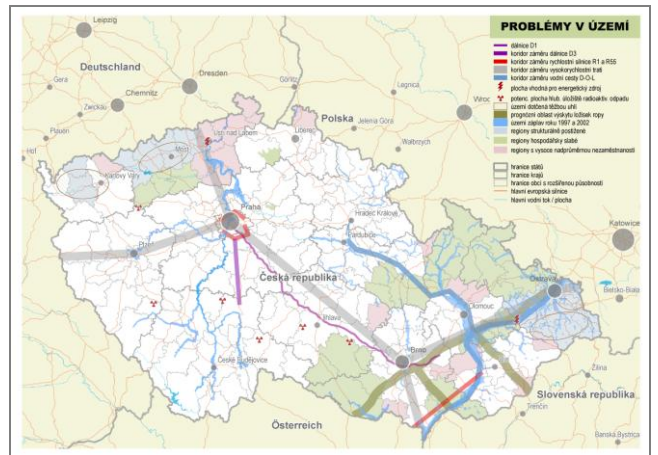 PROBLÉMY V ÚZEMÍ
dálnice D1
koridor záměru dálnice D3
koridor záměru rychlostní silnice R1 a R55
koridor záměru vysokorychlostní trati
koridor záměru vodní cesty D-O-L
plocha vhodná pro energetický zdroj
potenc. plocha hlub. úložiště radioaktiv. odpadu
území dotčená těžbou uhlí
prognózní oblast výskytu ložisek ropy
území záplav roku 1997 a 2002
regiony strukturálně postižené
regiony hospodářsky slabé
regiony s vysoce nadprůměrnou nezaměstnaností
hranice států
hranice krajů
hranice obcí s rozšířenou působností
hlavní evropská silnice
hlavní vodní tok / plocha
Leipzig
Deutschland
Dresden
Görlitz
Legnica
Gera
Zwickau
Chemnitz
Plauen
Hof
Polska
Jelenia Góra
Wałbrzych
Ústí nad Labem
Liberec
Most
Karlovy Vary
Praha
Hradec Králové
Pardubice
Plzeň
Katowice
Česká republika
Ostrava
Bielsko-Biała
Olomouc
Jihlava
České Budějovice
Brno
Žilina
Slovenská republika
Trenčín
Österreich
Banská Bystrica